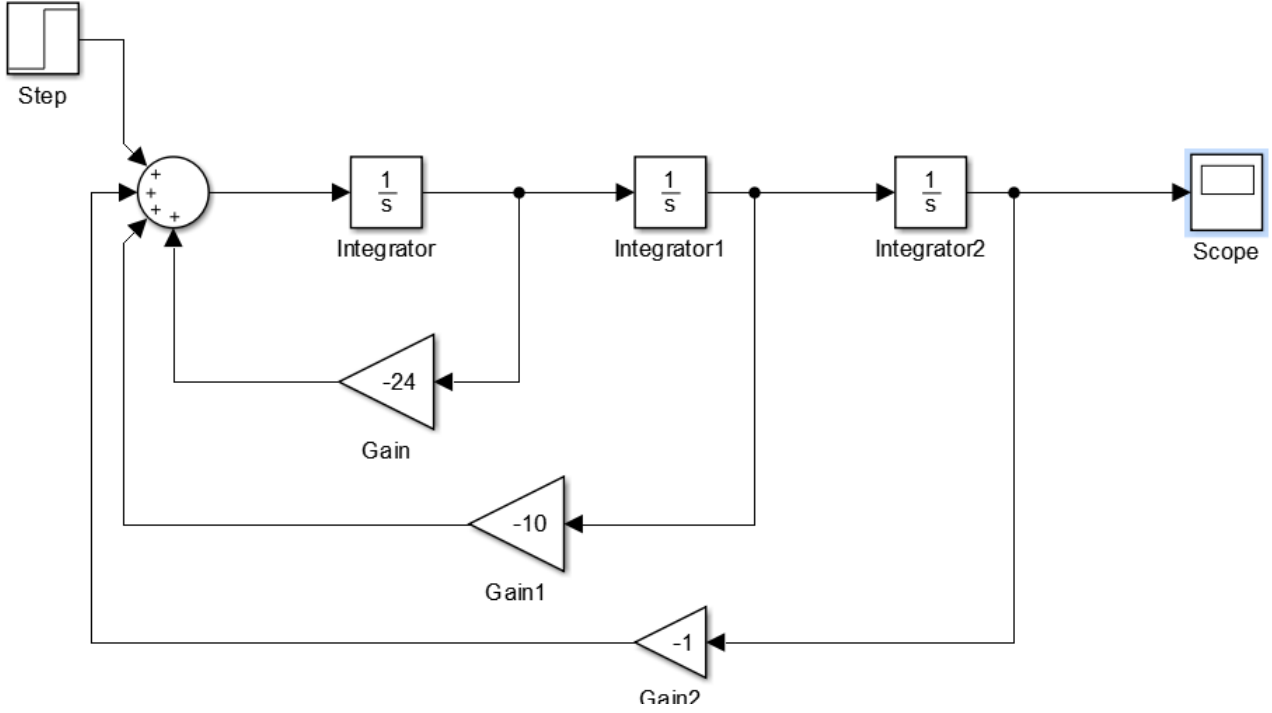 Step
+
+
+
+
1
s
Integrator
1
s
Integrator1
1
s
Integrator2
Scope
-24
Gain
-10
Gain1
-1
Gain2